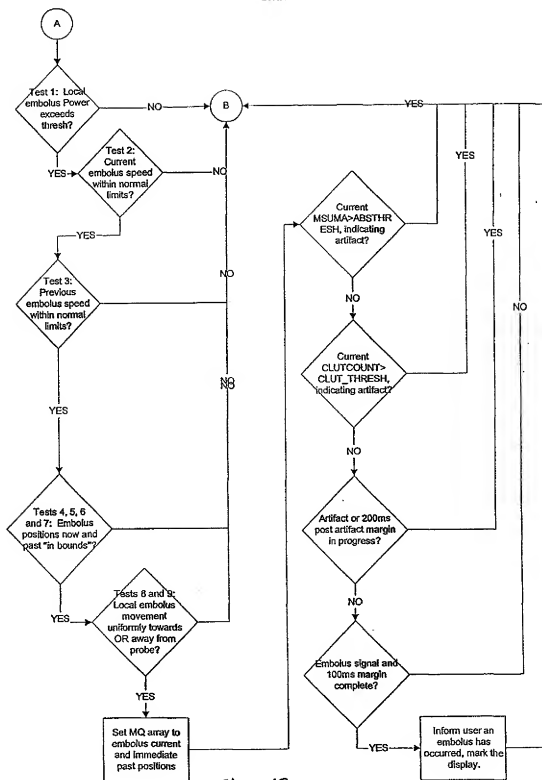 A
Test 1: Local
embolus Power
exceeds
thresh?
NO
B
YES
YES
Test 2:
Current
embolus speed
within normal
limits?
NO
YES
YES
Current
MSUMA>ABSTHR
ESH, indicating
artifact?
YES
Test 3:
Previous
embolus speed
within normal
limits?
NO
NO
NO
Current
CLUTCOUNT>
CLUT_THRESH,
indicating artifact?
NO
NO
YES
NO
Tests 4, 5, 6
and 7: Embolus
positions now and
past "in bounds"?
Artifact or 200ms
post artifact margin
in progress?
YES
Tests 8 and 9:
Local embolus
movement
uniformly towards
OR away from
probe?
NO
Embolus signal and
100ms margin
complete?
YES
Set MQ array to
embolus current
and immediate
past positions
YES
Inform user an
embolus has
occurred, mark the
display.